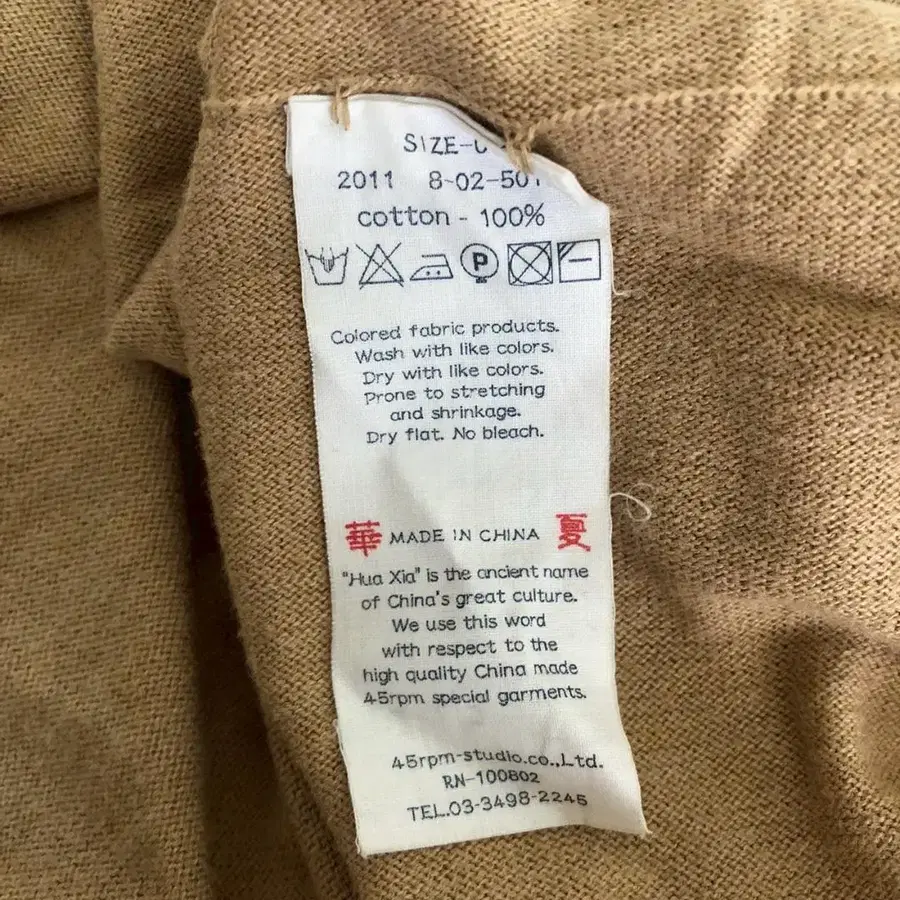 SIZE-
2011 8-02-501
cotton - 100%
P
Colored fabric products.
Wash with like colors.
Dry with like colors.
Prone to stretching
and shrinkage.
Dry flat. No bleach.
華 MADE IN CHINA 夏
"Hua Xia" is the ancient name
of China's great culture.
We use this word
with respect to the
high quality China made
45rpm special garments.
45rpm-studio.co.,Ltd.
RN-100802
TEL.03-3498-2245